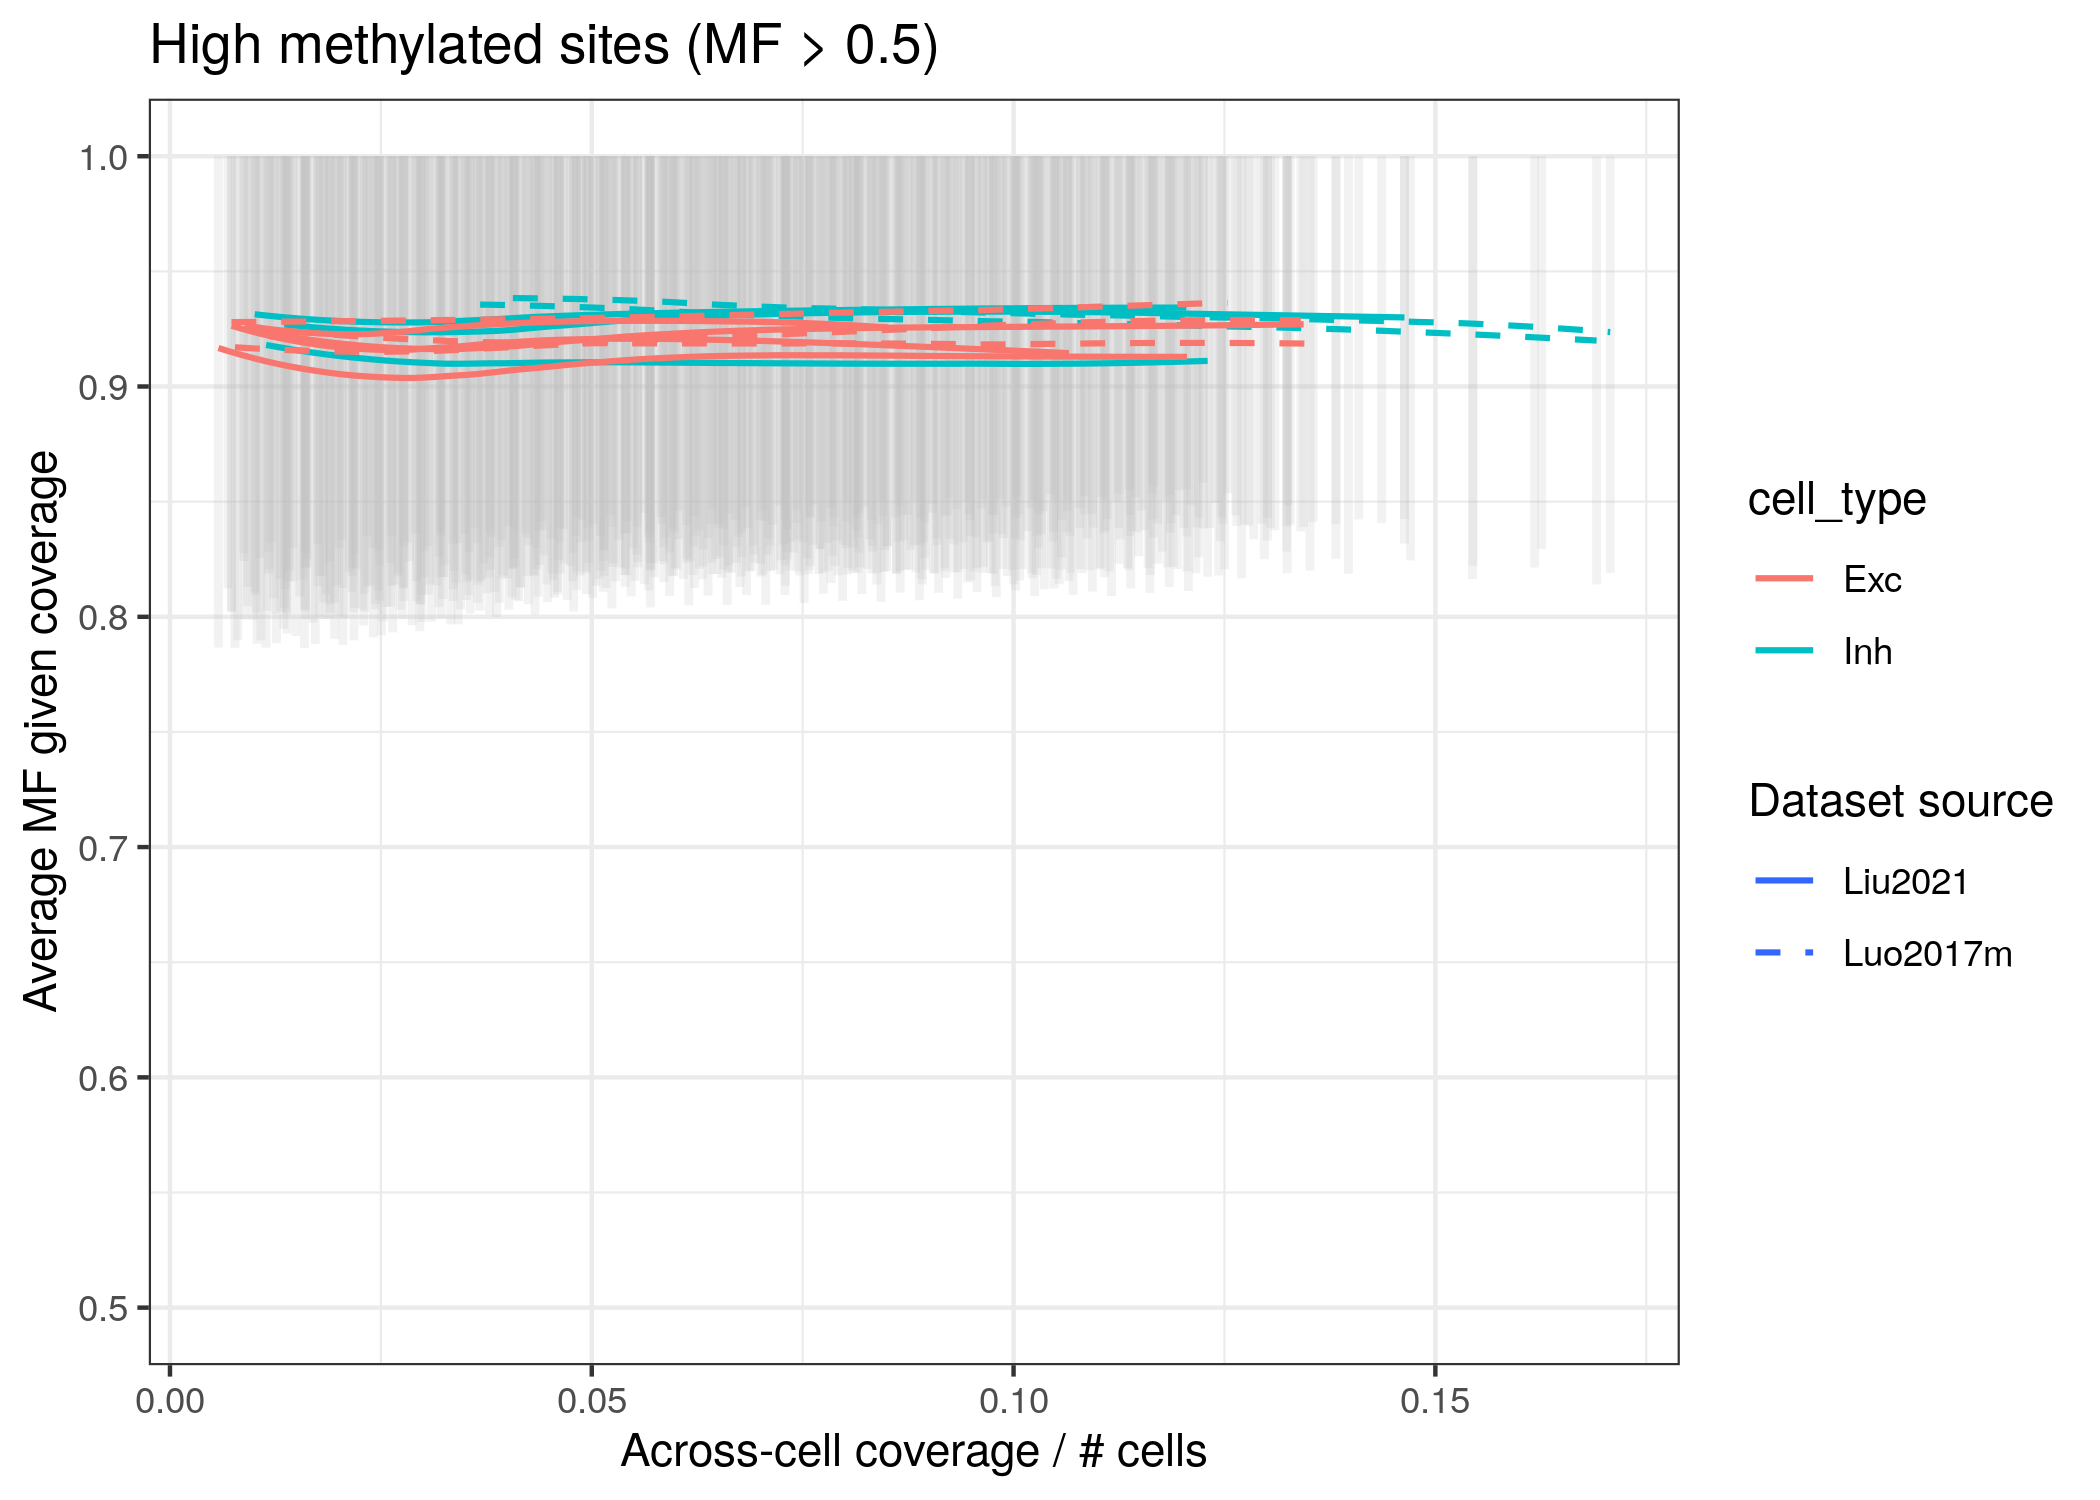 High methylated sites (MF > 0.5)
Average MF given coverage
1.0
0.9
0.8
0.7
0.6
0.5
0.00
0.05
0.10
0.15
Across-cell coverage / # cells
cell_type
Exc
Inh
Dataset source
Liu2021
Luo2017m